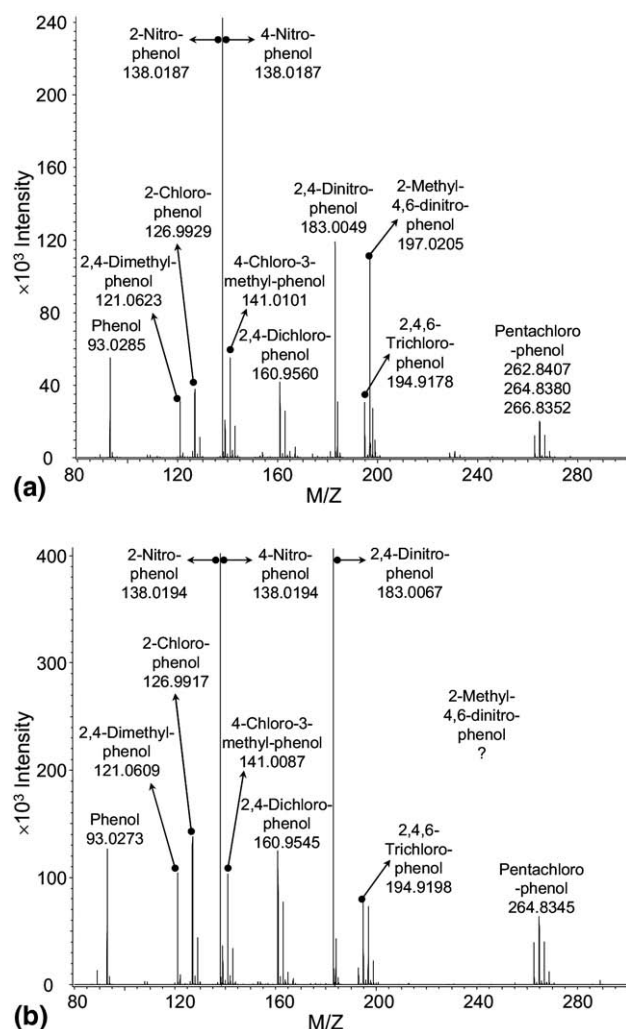 240
2-Nitro-
phenol
138.0187
4-Nitro-
phenol
138.0187
200
160
2-Chloro-
phenol
126.9929
2,4-Dinitro-
phenol
183.0049
2-Methyl-
4,6-dinitro-
phenol
197.0205
×10³ Intensity
120
2,4-Dimethyl-
phenol
121.0623
4-Chloro-3-
methyl-phenol
141.0101
80
Phenol
93.0285
2,4-Dichloro-
phenol
160.9560
2,4,6-
Trichloro-
phenol
194.9178
Pentachloro
-phenol
262.8407
264.8380
266.8352
40
0
80 120 160 200 240 280
(a)
M/Z
400
2-Nitro-
phenol
138.0194
4-Nitro-
phenol
138.0194
2,4-Dinitro-
phenol
183.0067
300
2-Chloro-
phenol
126.9917
2-Methyl-
4,6-dinitro-
phenol
?
×10³ Intensity
200
2,4-Dimethyl-
phenol
121.0609
4-Chloro-3-
methyl-phenol
141.0087
Phenol
93.0273
2,4-Dichloro-
phenol
160.9545
2,4,6-
Trichloro-
phenol
194.9198
Pentachloro
-phenol
264.8345
100
0
80 120 160 200 240 280
(b)
M/Z